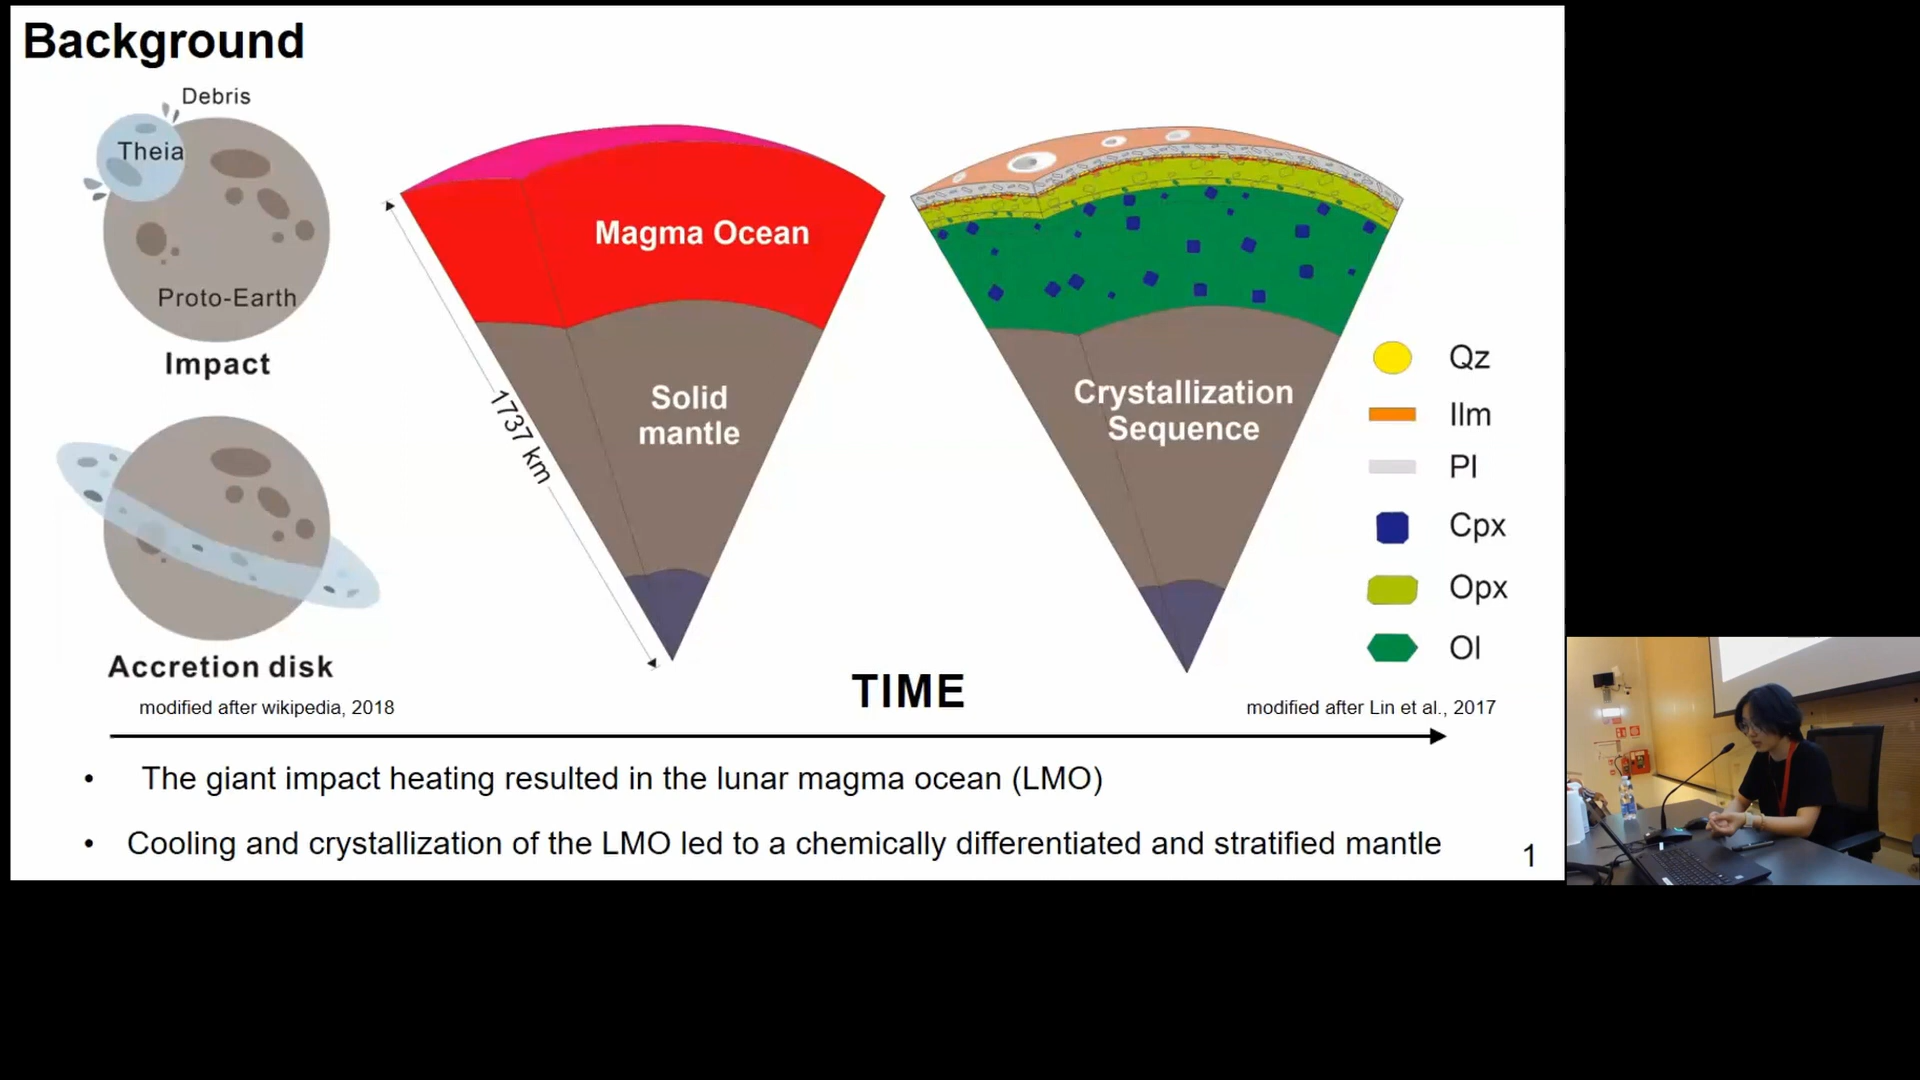 Background
Debris
Theia
Proto-Earth
Impact
Accretion disk
modified after wikipedia, 2018
Magma Ocean
Solid
mantle
1737 km
Crystallization
Sequence
Qz
Ilm
Pl
Cpx
Opx
Ol
TIME
modified after Lin et al., 2017
• The giant impact heating resulted in the lunar magma ocean (LMO)
• Cooling and crystallization of the LMO led to a chemically differentiated and stratified mantle
1